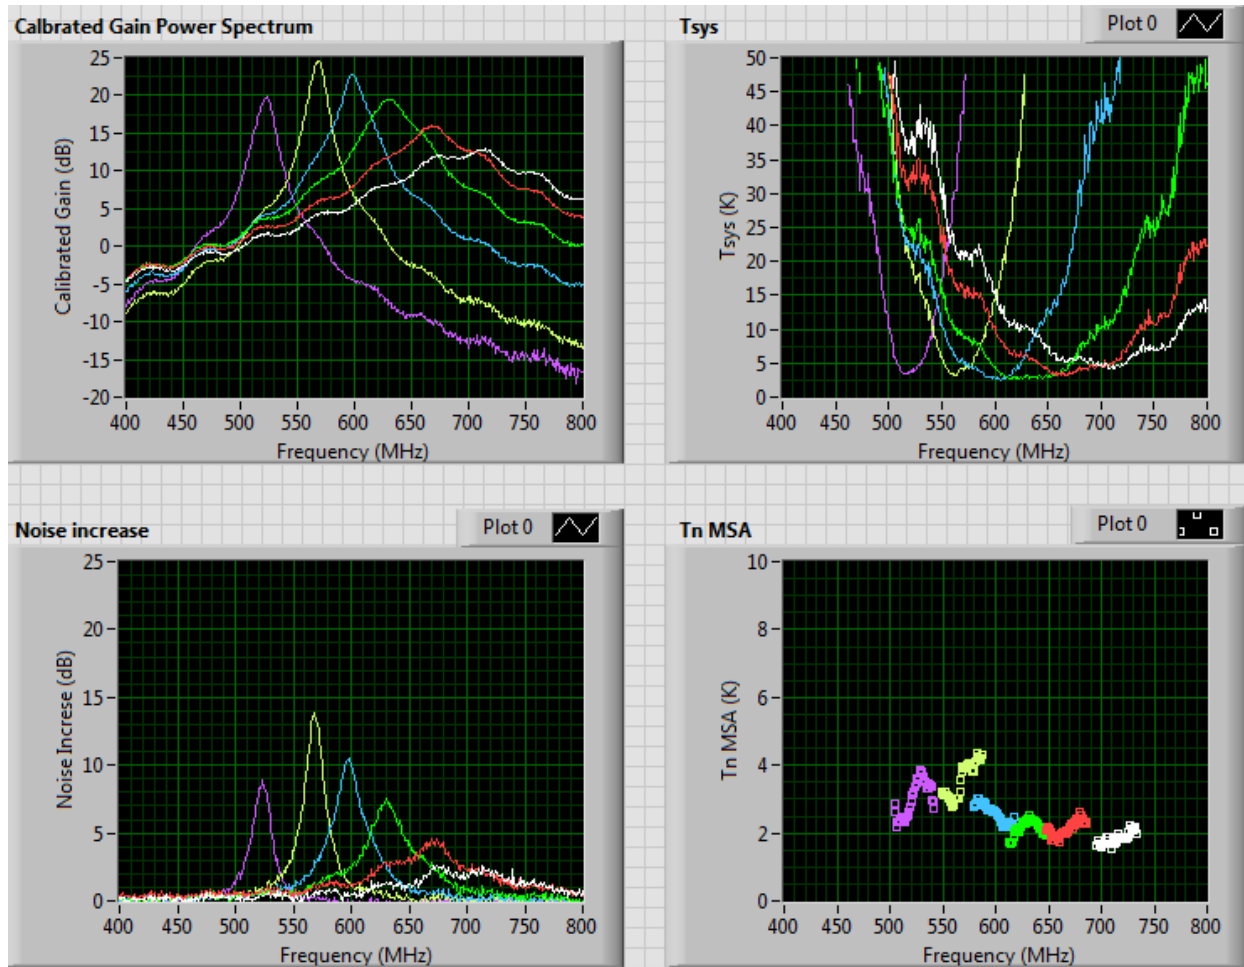 Calbrated Gain Power Spectrum
Calibrated Gain (dB)
25
20
15
10
5
0
-5
-10
-15
-20
400 450 500 550 600 650 700 750 800
Frequency (MHz)
Tsys
Plot 0
Tsys (K)
50
45
40
35
30
25
20
15
10
5
0
400 450 500 550 600 650 700 750 800
Frequency (MHz)
Noise increase
Plot 0
Noise Increse (dB)
25
20
15
10
5
0
400 450 500 550 600 650 700 750 800
Frequency (MHz)
Tn MSA
Plot 0
Tn MSA (K)
10
8
6
4
2
0
400 450 500 550 600 650 700 750 800
Frequency (MHz)